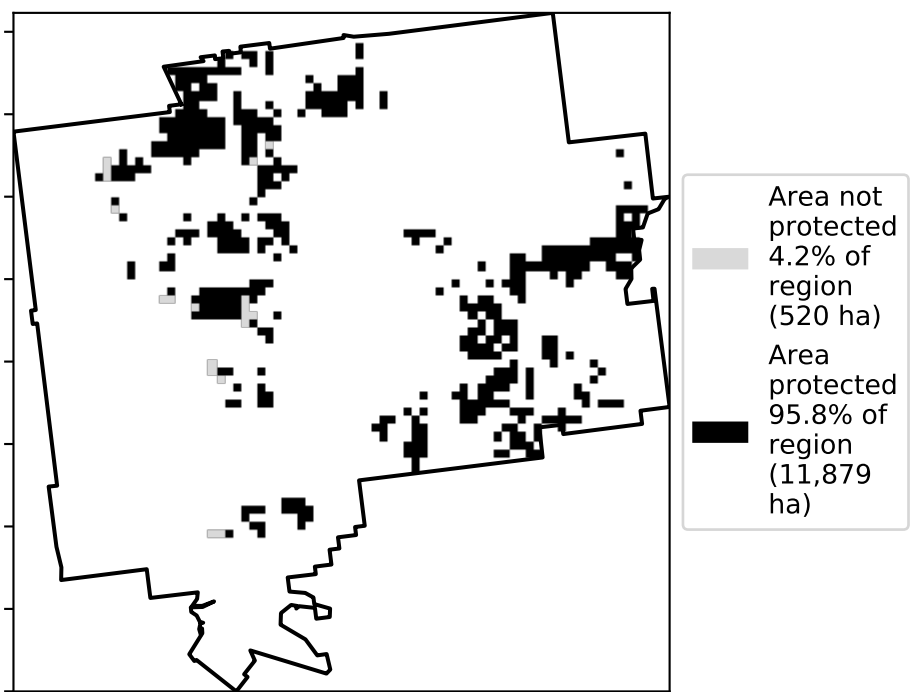 Area not
protected
4.2% of
region
(520 ha)
Area
protected
95.8% of
region
(11,879
ha)